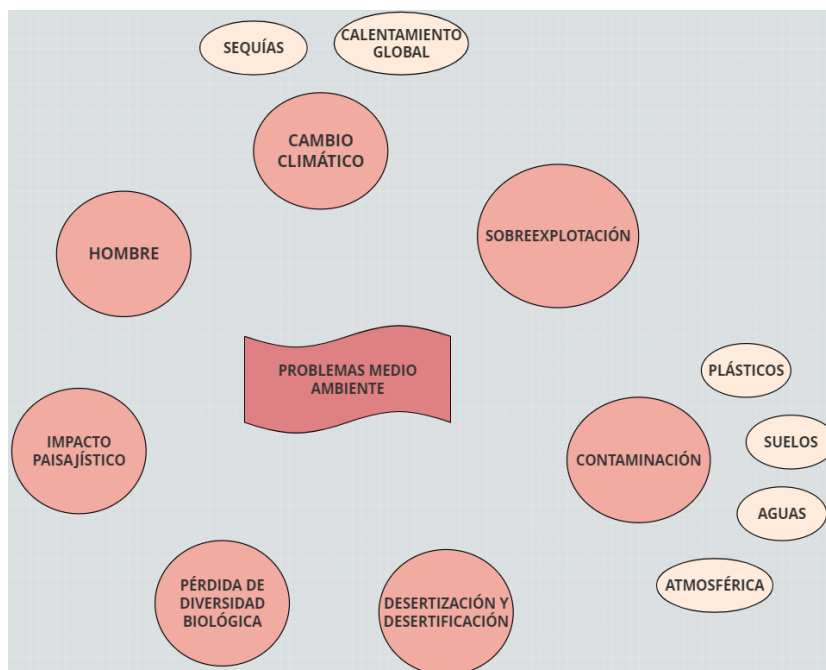 SEQUÍAS
CALENTAMIENTO
GLOBAL
CAMBIO
CLIMÁTICO
HOMBRE
SOBREEXPLOTACIÓN
PROBLEMAS MEDIO
AMBIENTE
PLÁSTICOS
IMPACTO
PAISAJÍSTICO
CONTAMINACIÓN
SUELOS
AGUAS
ATMOSFÉRICA
PÉRDIDA DE
DIVERSIDAD
BIOLÓGICA
DESERTIZACIÓN Y
DESERTIFICACIÓN